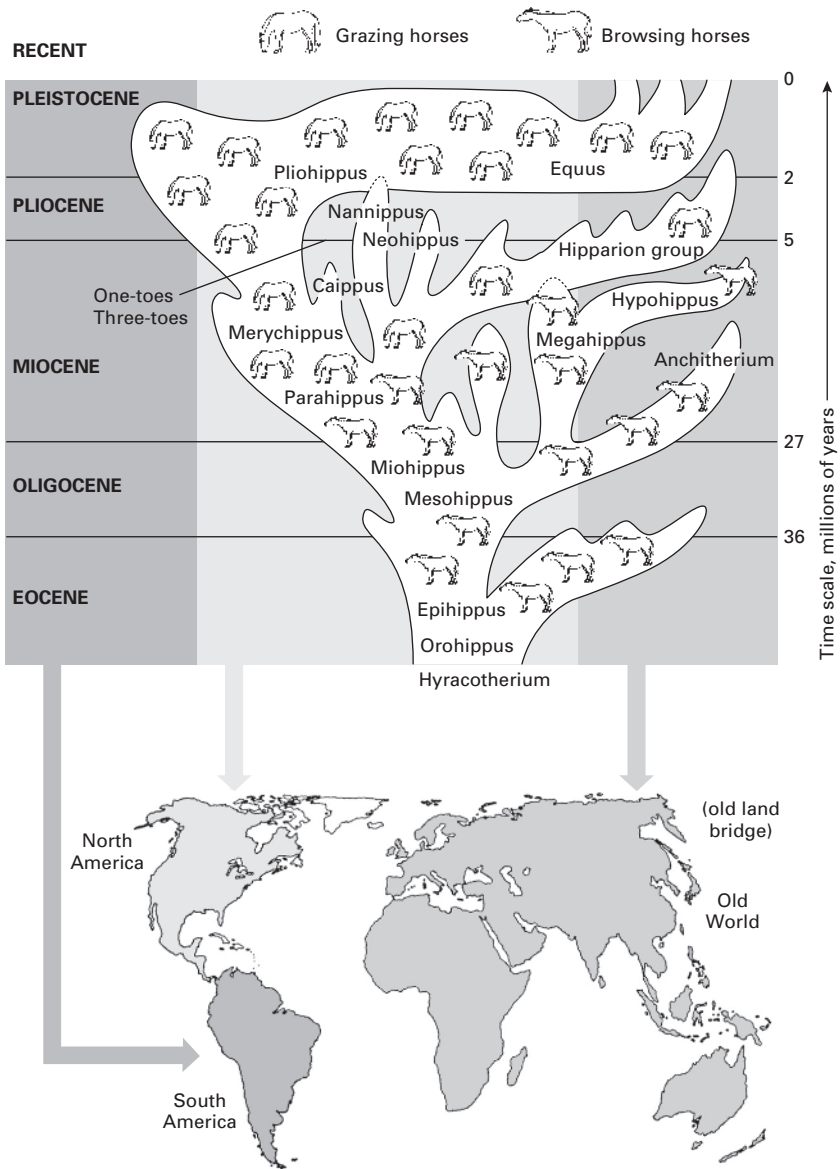 Grazing horses
Browsing horses
RECENT
0
PLEISTOCENE
Pliohippus
Equus
2
PLIOCENE
Nannippus
Neohippus
5
Hipparion group
One-toes
Three-toes
Caippus
Hypohippus
Merychippus
Megahippus
MIOCENE
Anchitherium
Parahippus
27
Miohippus
OLIGOCENE
Mesohippus
36
EOCENE
Epihippus
Orohippus
Hyracotherium
Time scale, millions of years
North
America
(old land
bridge)
Old
World
South
America